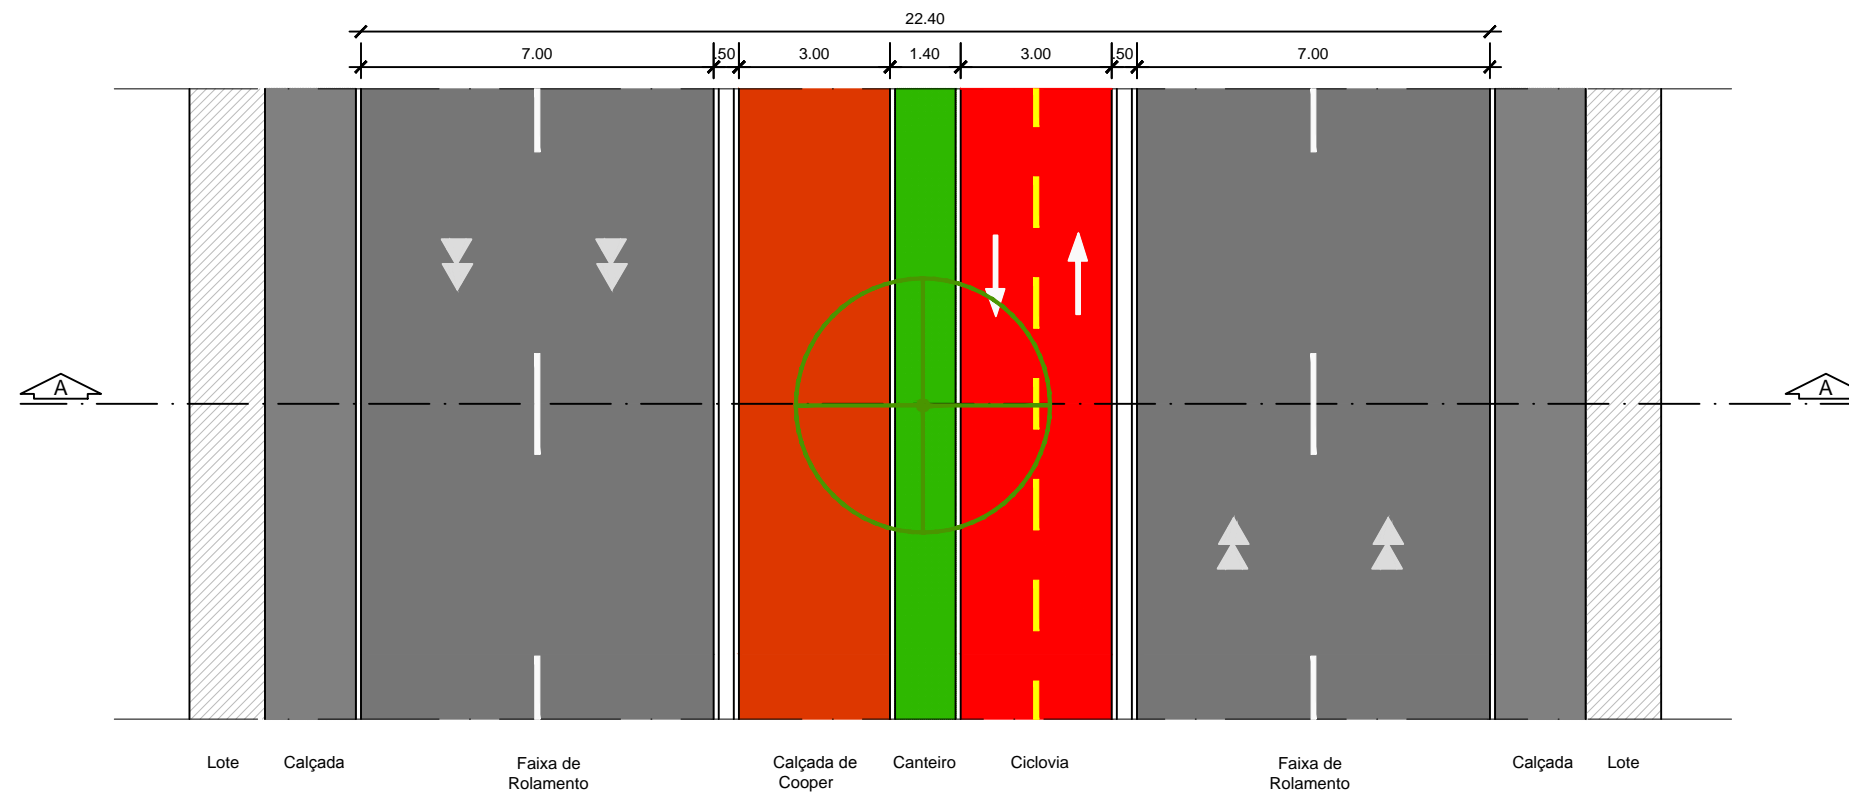 22.40
7.00 .50 3.00 1.40 3.00 .50 7.00
A A
Lote Calçada Faixa de Rolamento Calçada de Cooper Canteiro Ciclovia Faixa de Rolamento Calçada Lote